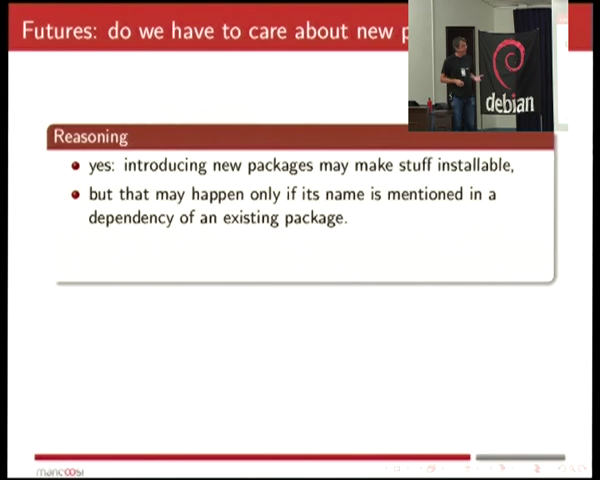 Futures: do we have to care about new
debian
Reasoning
yes: introducing new packages may make stuff installable,
but that may happen only if its name is mentioned in a
dependency of an existing package.
mancoosi